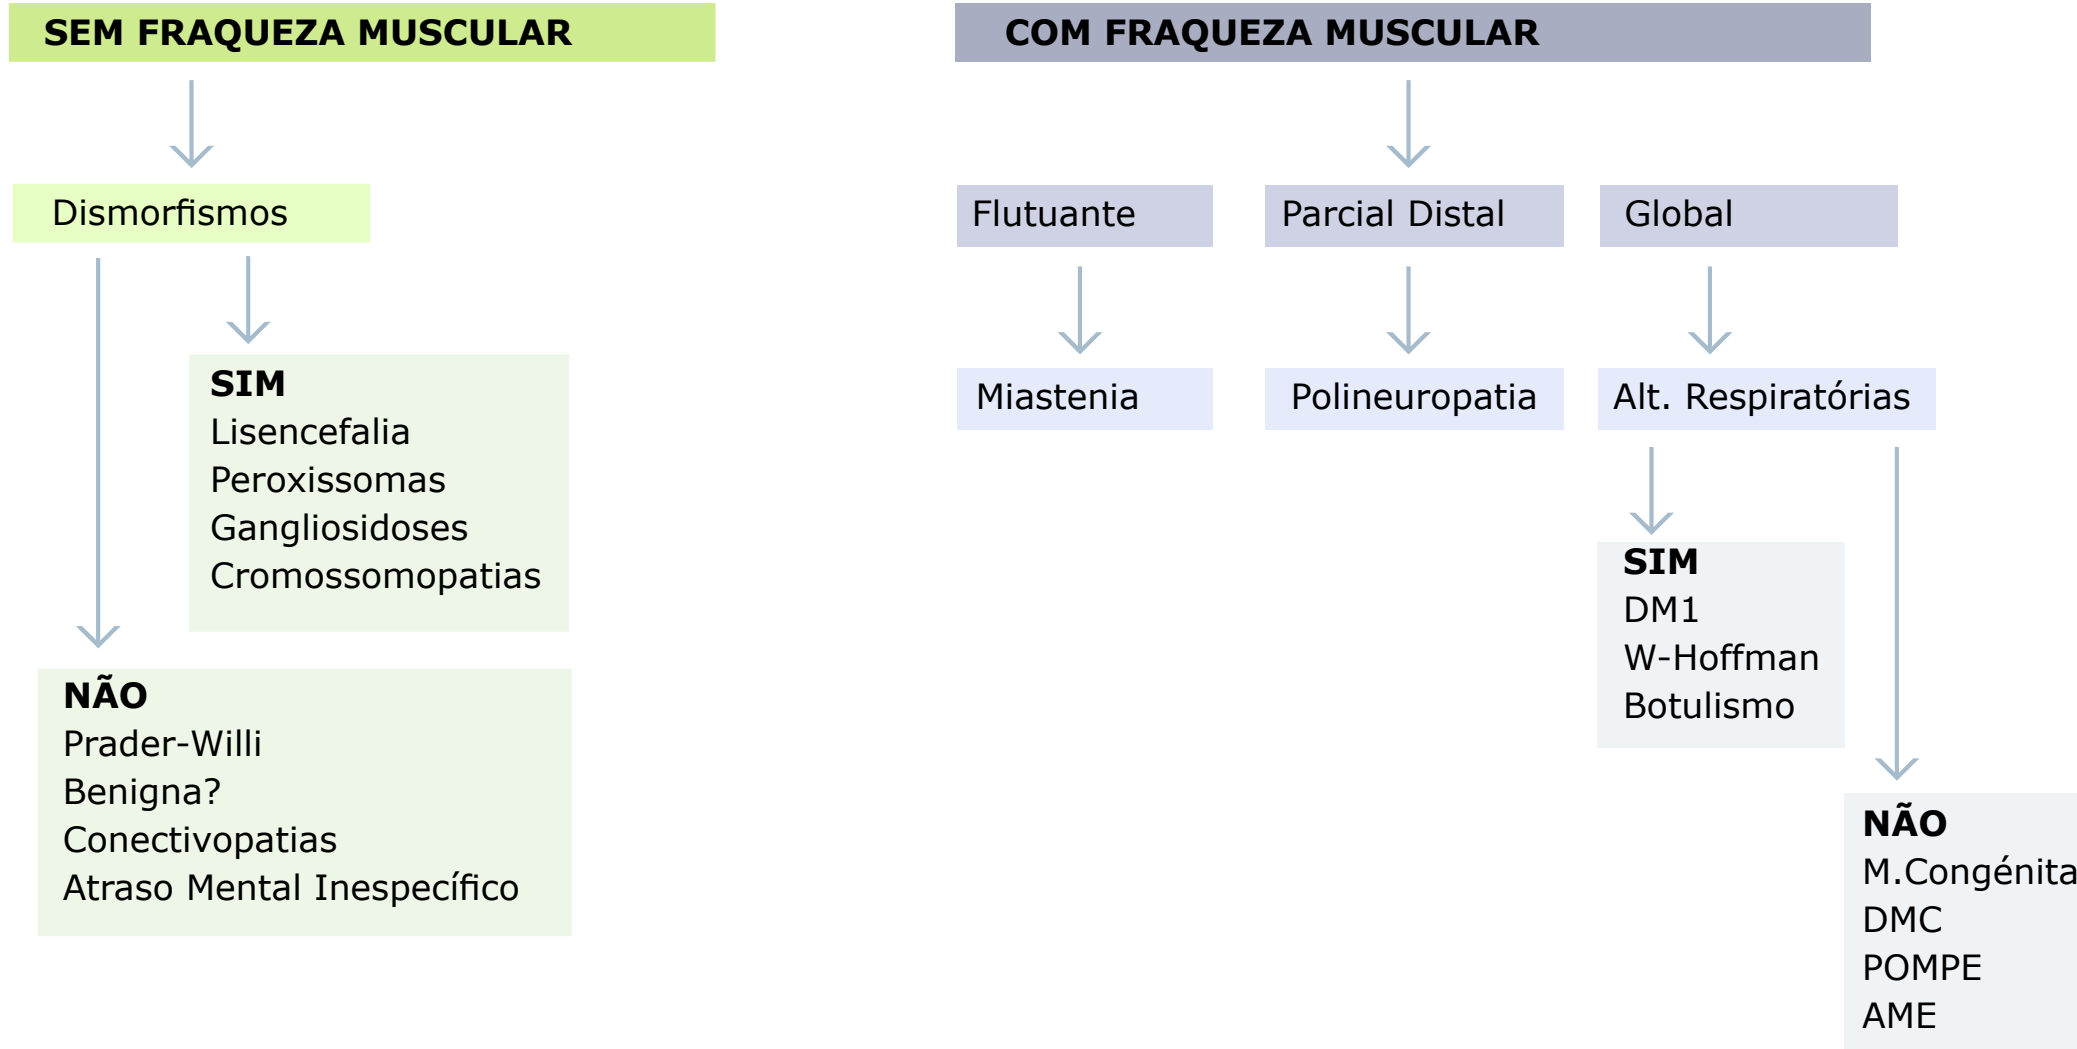 SEM FRAQUEZA MUSCULAR
Dismorfismos
SIM
Lisencefalia
Peroxissomas
Gangliosidoses
Cromossomopatias
NÃO
Prader-Willi
Benigna?
Conectivopatias
Atraso Mental Inespecífico
COM FRAQUEZA MUSCULAR
Flutuante
Parcial Distal
Global
Miastenia
Polineuropatia
Alt. Respiratórias
SIM
DM1
W-Hoffman
Botulismo
NÃO
M.Congénita
DMC
POMPE
AME